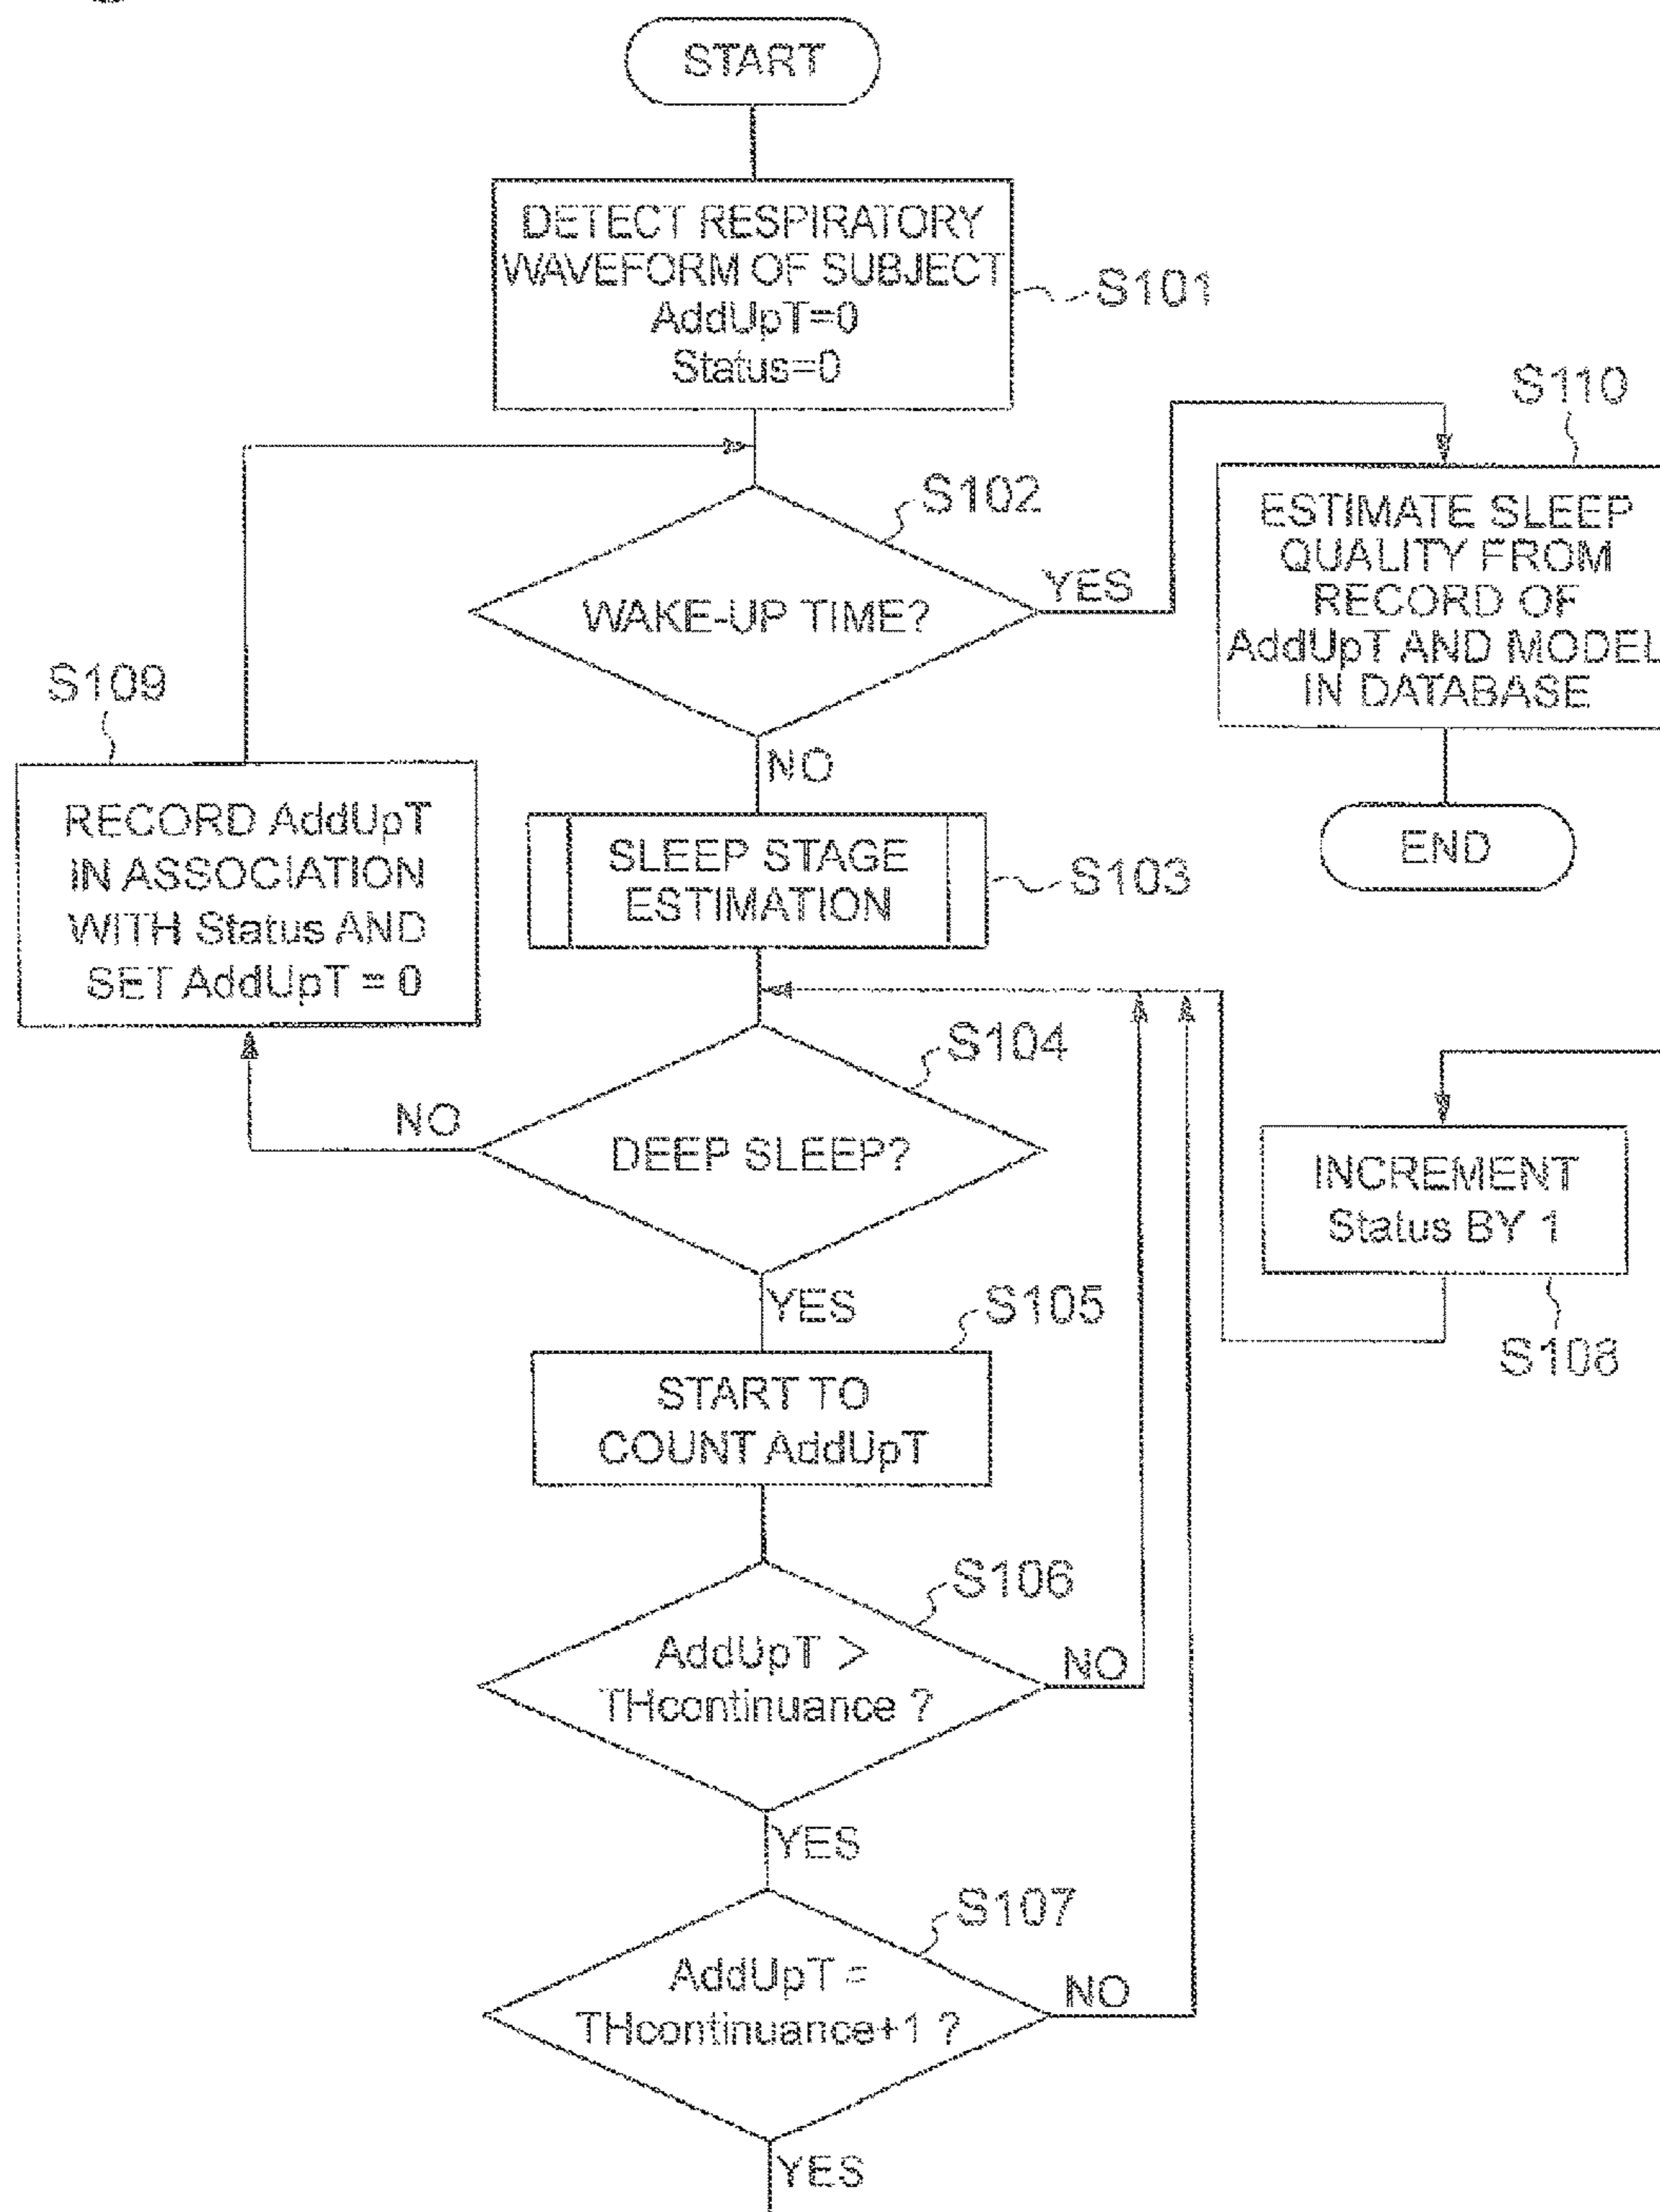 START
DETECT RESPIRATORY
WAVEFORM OF SUBJECT
AddUpT=0
Status=0
S101
S110
S102
ESTIMATE SLEEP
QUALITY FROM
RECORD OF
AddUpT AND MODEL
IN DATABASE
WAKE-UP TIME?
YES
S109
NO
END
RECORD AddUpT
IN ASSOCIATION
WITH Status AND
SET AddUpT = 0
SLEEP STAGE
ESTIMATION
S103
S104
NO
DEEP SLEEP?
INCREMENT
Status BY 1
YES
S105
S108
START TO
COUNT AddUpT
S106
AddUpT >
THcontinuance ?
NO
YES
S107
AddUpT =
THcontinuance+1 ?
NO
YES